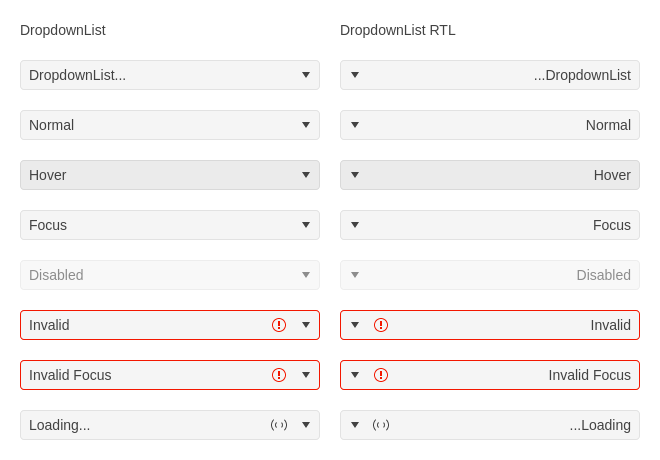 DropdownList
DropdownList RTL
DropdownList...
...DropdownList
Normal
Normal
Hover
Hover
Focus
Focus
Disabled
Disabled
Invalid
Invalid
Invalid Focus
Invalid Focus
Loading...
...Loading